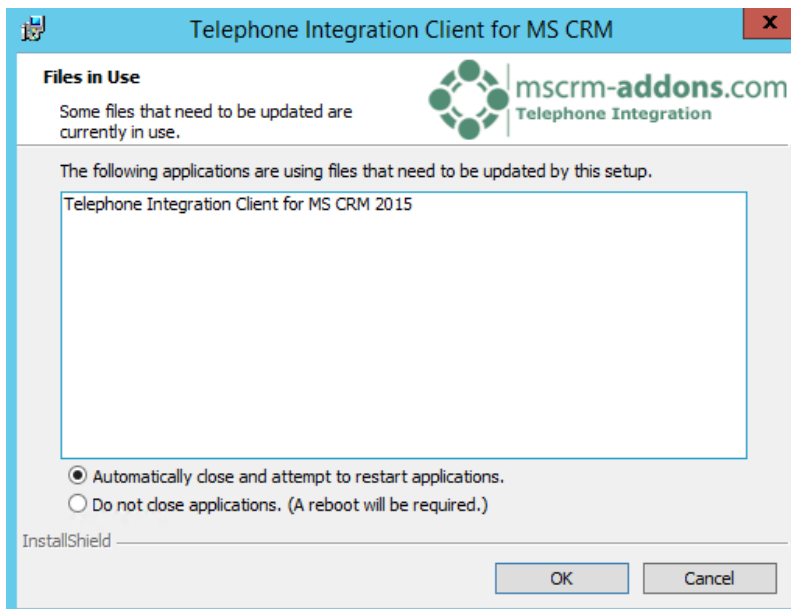 Telephone Integration Client for MS CRM
x
Files in Use
Some files that need to be updated are
currently in use.
mscrm-addons.com
Telephone Integration
The following applications are using files that need to be updated by this setup.
Telephone Integration Client for MS CRM 2015
Automatically close and attempt to restart applications.
Do not close applications. (A reboot will be required.)
InstallShield
OK
Cancel